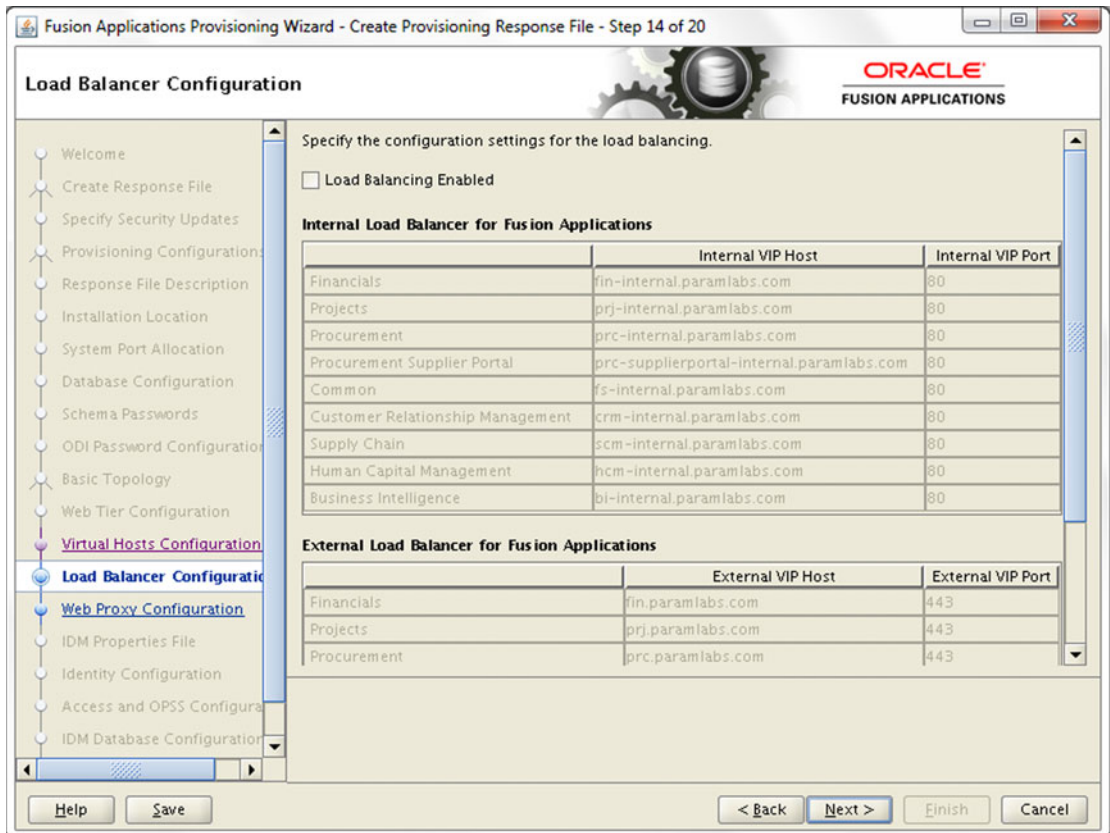 Fusion Applications Provisioning Wizard - Create Provisioning Response File - Step 14 of 20
Load Balancer Configuration
ORACLE
FUSION APPLICATIONS
Welcome
Create Response File
Specify Security Updates
Provisioning Configurations
Response File Description
Installation Location
System Port Allocation
Database Configuration
Schema Passwords
ODI Password Configuration
Basic Topology
Web Tier Configuration
Virtual Hosts Configuration
Load Balancer Configuratio
Web Proxy Configuration
IDM Properties File
Identity Configuration
Access and OPSS Configura
IDM Database Configuration
Specify the configuration settings for the load balancing.
Load Balancing Enabled
Internal Load Balancer for Fusion Applications
Internal VIP Host Internal VIP Port
Financials fin-internal.paramlabs.com 80
Projects prj-internal.paramlabs.com 80
Procurement prc-internal.paramlabs.com 80
Procurement Supplier Portal prc-supplierportal-internal.paramlabs.com 80
Common fs-internal.paramlabs.com 80
Customer Relationship Management crm-internal.paramlabs.com 80
Supply Chain scm-internal.paramlabs.com 80
Human Capital Management hcm-internal.paramlabs.com 80
Business Intelligence bi-internal.paramlabs.com 80
External Load Balancer for Fusion Applications
External VIP Host External VIP Port
Financials fin.paramlabs.com 443
Projects prj.paramlabs.com 443
Procurement prc.paramlabs.com 443
Help Save < Back Next > Finish Cancel